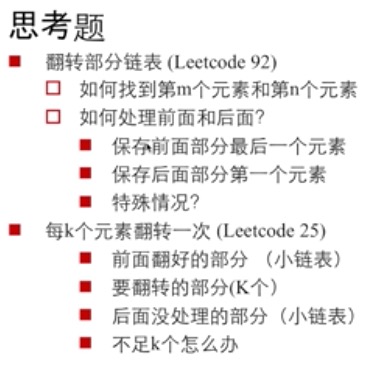 思考题
翻转部分链表 (Leetcode 92)
如何找到第m个元素和第n个元素
如何处理前面和后面?
保存前面部分最后一个元素
保存后面部分第一个元素
特殊情况?
每k个元素翻转一次 (Leetcode 25)
前面翻好的部分 （小链表）
要翻转的部分(K个）
后面没处理的部分（小链表）
不足k个怎么办